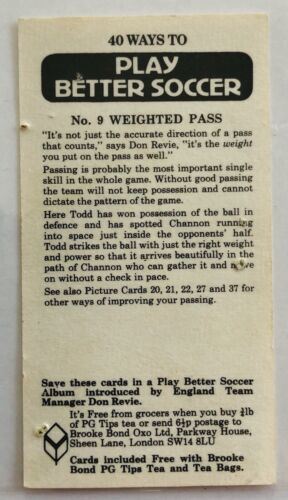 40 WAYS TO
PLAY
BETTER SOCCER
No. 9 WEIGHTED PASS
"It's not just the accurate direction of a pass
that counts," says Don Revie, "it's the weight
you put on the pass as well."
Passing is probably the most important single
skill in the whole game. Without good passing
the team will not keep possession and cannot
dictate the pattern of the game.
Here Todd has won possession of the ball in
defence and has spotted Channon running
into space just inside the opponents' half.
Todd strikes the ball with just the right weight
and power so that it arrives beautifully in the
path of Channon who can gather it and move
on without a check in pace.
See also Picture Cards 20, 21, 22, 27 and 37 for
other ways of improving your passing.
Save these cards in a Play Better Soccer
Album introduced by England Team
Manager Don Revie.
It's Free from grocers when you buy ¼lb
of PG Tips tea or send 6½p postage to
Brooke Bond Oxo Ltd, Parkway House,
Sheen Lane, London SW14 8LU
Cards included Free with Brooke
Bond PG Tips Tea and Tea Bags.